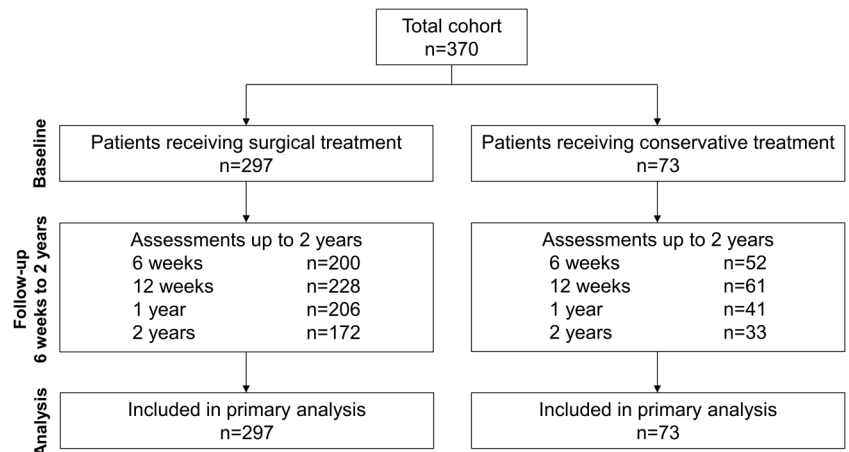 Total cohort
n=370
Baseline
Patients receiving surgical treatment
n=297
Patients receiving conservative treatment
n=73
Follow-up
6 weeks to 2 years
Assessments up to 2 years
6 weeks n=200
12 weeks n=228
1 year n=206
2 years n=172
Assessments up to 2 years
6 weeks n=52
12 weeks n=61
1 year n=41
2 years n=33
Analysis
Included in primary analysis
n=297
Included in primary analysis
n=73